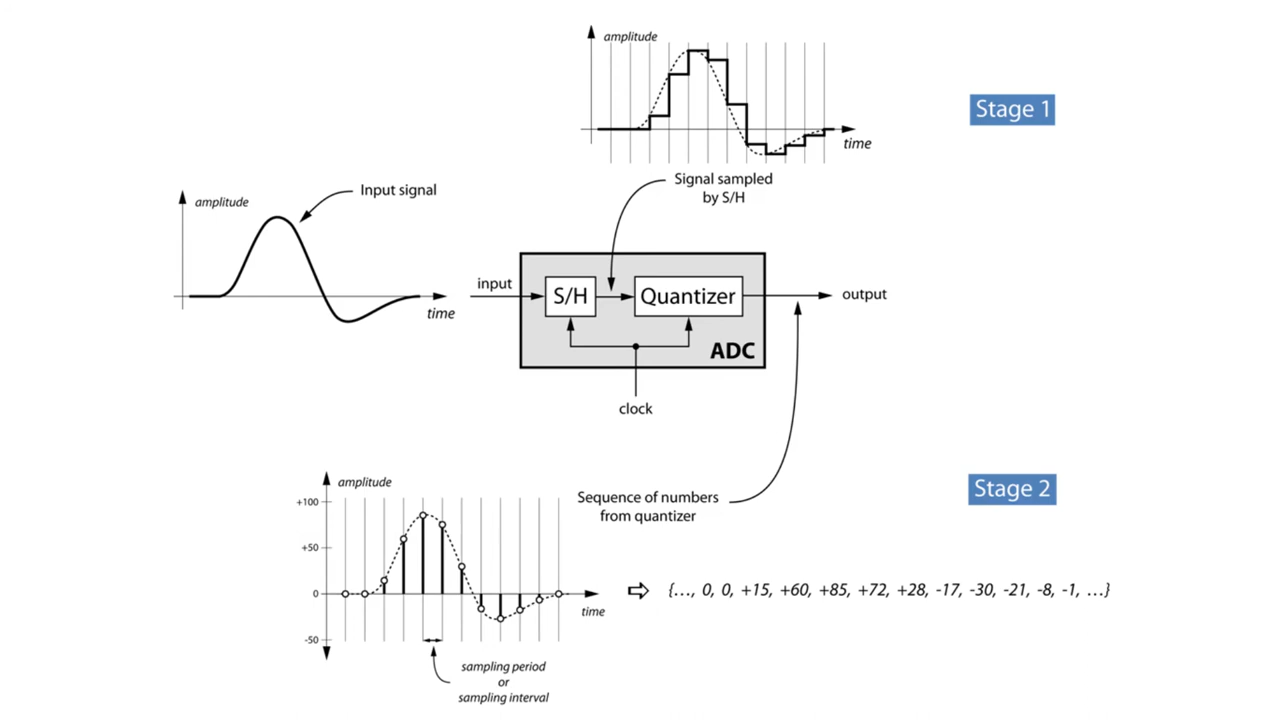 amplitude
Stage 1
time
Signal sampled
by S/H
Input signal
amplitude
time
input
S/H
Quantizer
output
ADC
clock
amplitude
+100
+50
0
-50
time
sampling period
or
sampling interval
Sequence of numbers
from quantizer
Stage 2
{..., 0, 0, +15, +60, +85, +72, +28, -17, -30, -21, -8, -1, ...}